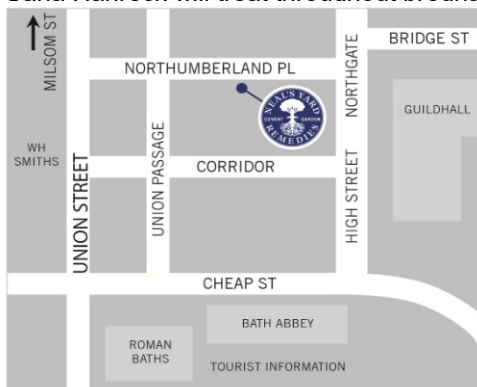 MILSOM ST
BRIDGE ST
NORTHUMBERLAND PL
NORTHGATE
NEAL'S YARD
COVENT GARDEN
REMEDIES
GUILDHALL
WH
SMITHS
UNION STREET
UNION PASSAGE
CORRIDOR
HIGH STREET
CHEAP ST
BATH ABBEY
ROMAN
BATHS
TOURIST INFORMATION